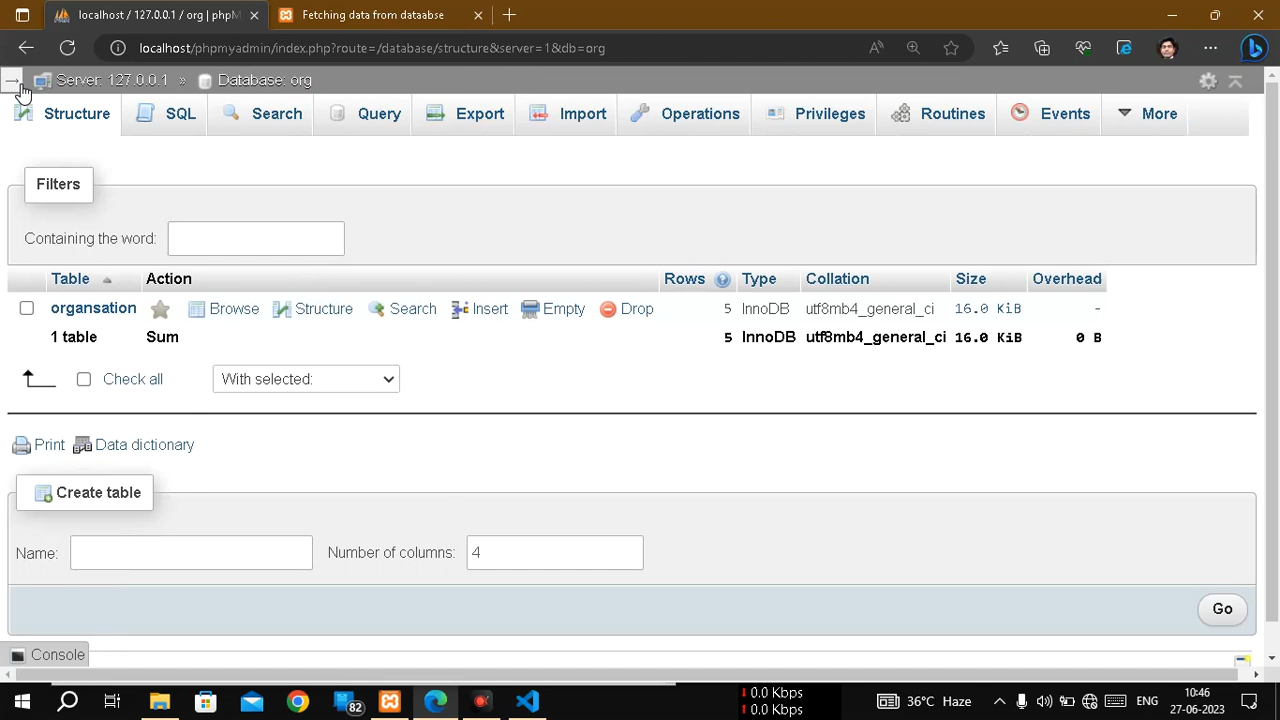 localhost / 127.0.0.1 / org | phpM
Fetching data from dataabse
localhost/phpmyadmin/index.php?route=/database/structure&server=1&db=org
Server: 127.0.0.1 » Database: org
Structure SQL Search Query Export Import Operations Privileges Routines Events More
Filters
Containing the word:
Table Action Rows Type Collation Size Overhead
organsation Browse Structure Search Insert Empty Drop 5 InnoDB utf8mb4_general_ci 16.0 KiB -
1 table Sum 5 InnoDB utf8mb4_general_ci 16.0 KiB 0 B
Check all With selected:
Print Data dictionary
Create table
Name: Number of columns: 4
Go
Console
82
0.0 Kbps
0.0 Kbps
36°C Haze
ENG
10:46
27-06-2023